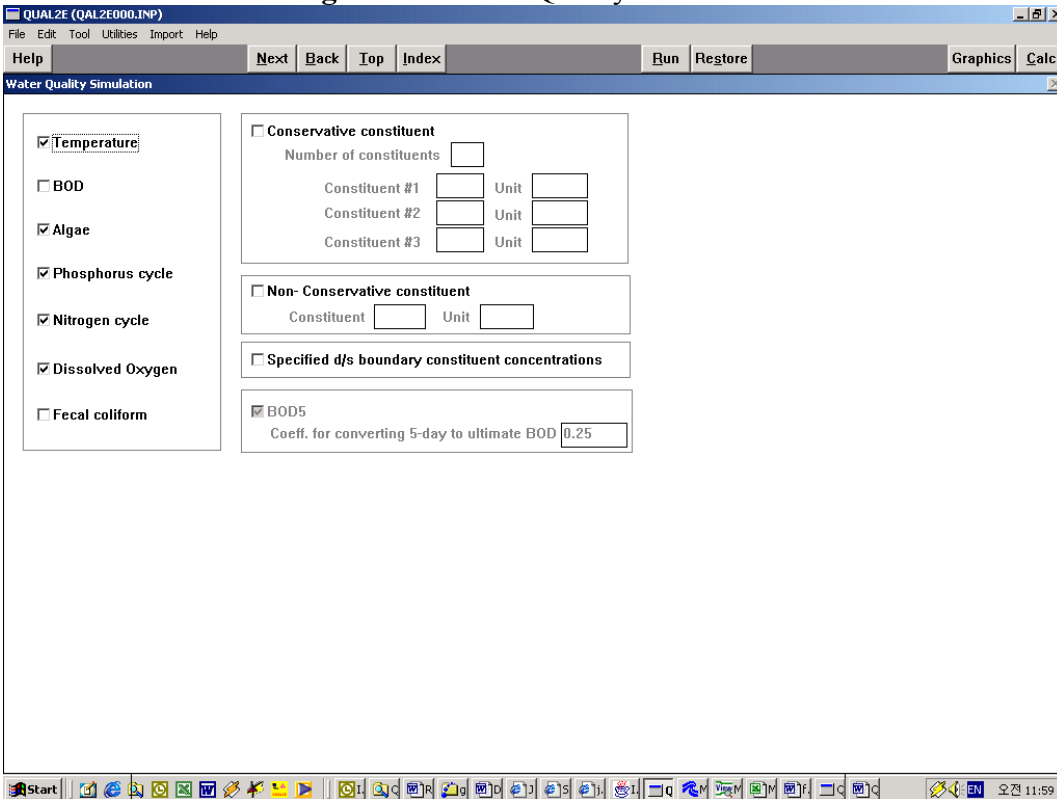 QUAL2E (QAL2E000.INP)
File Edit Tool Utilities Import Help
Help Next Back Top Index Run Restore Graphics Calc
Water Quality Simulation
Temperature
BOD
Algae
Phosphorus cycle
Nitrogen cycle
Dissolved Oxygen
Fecal coliform
Conservative constituent
Number of constituents
Constituent #1 Unit
Constituent #2 Unit
Constituent #3 Unit
Non- Conservative constituent
Constituent Unit
Specified d/s boundary constituent concentrations
BOD5
Coeff. for converting 5-day to ultimate BOD 0.25
Start I. Q R g D J S j. I. Q M M M f. Q Q EN 오전 11:59